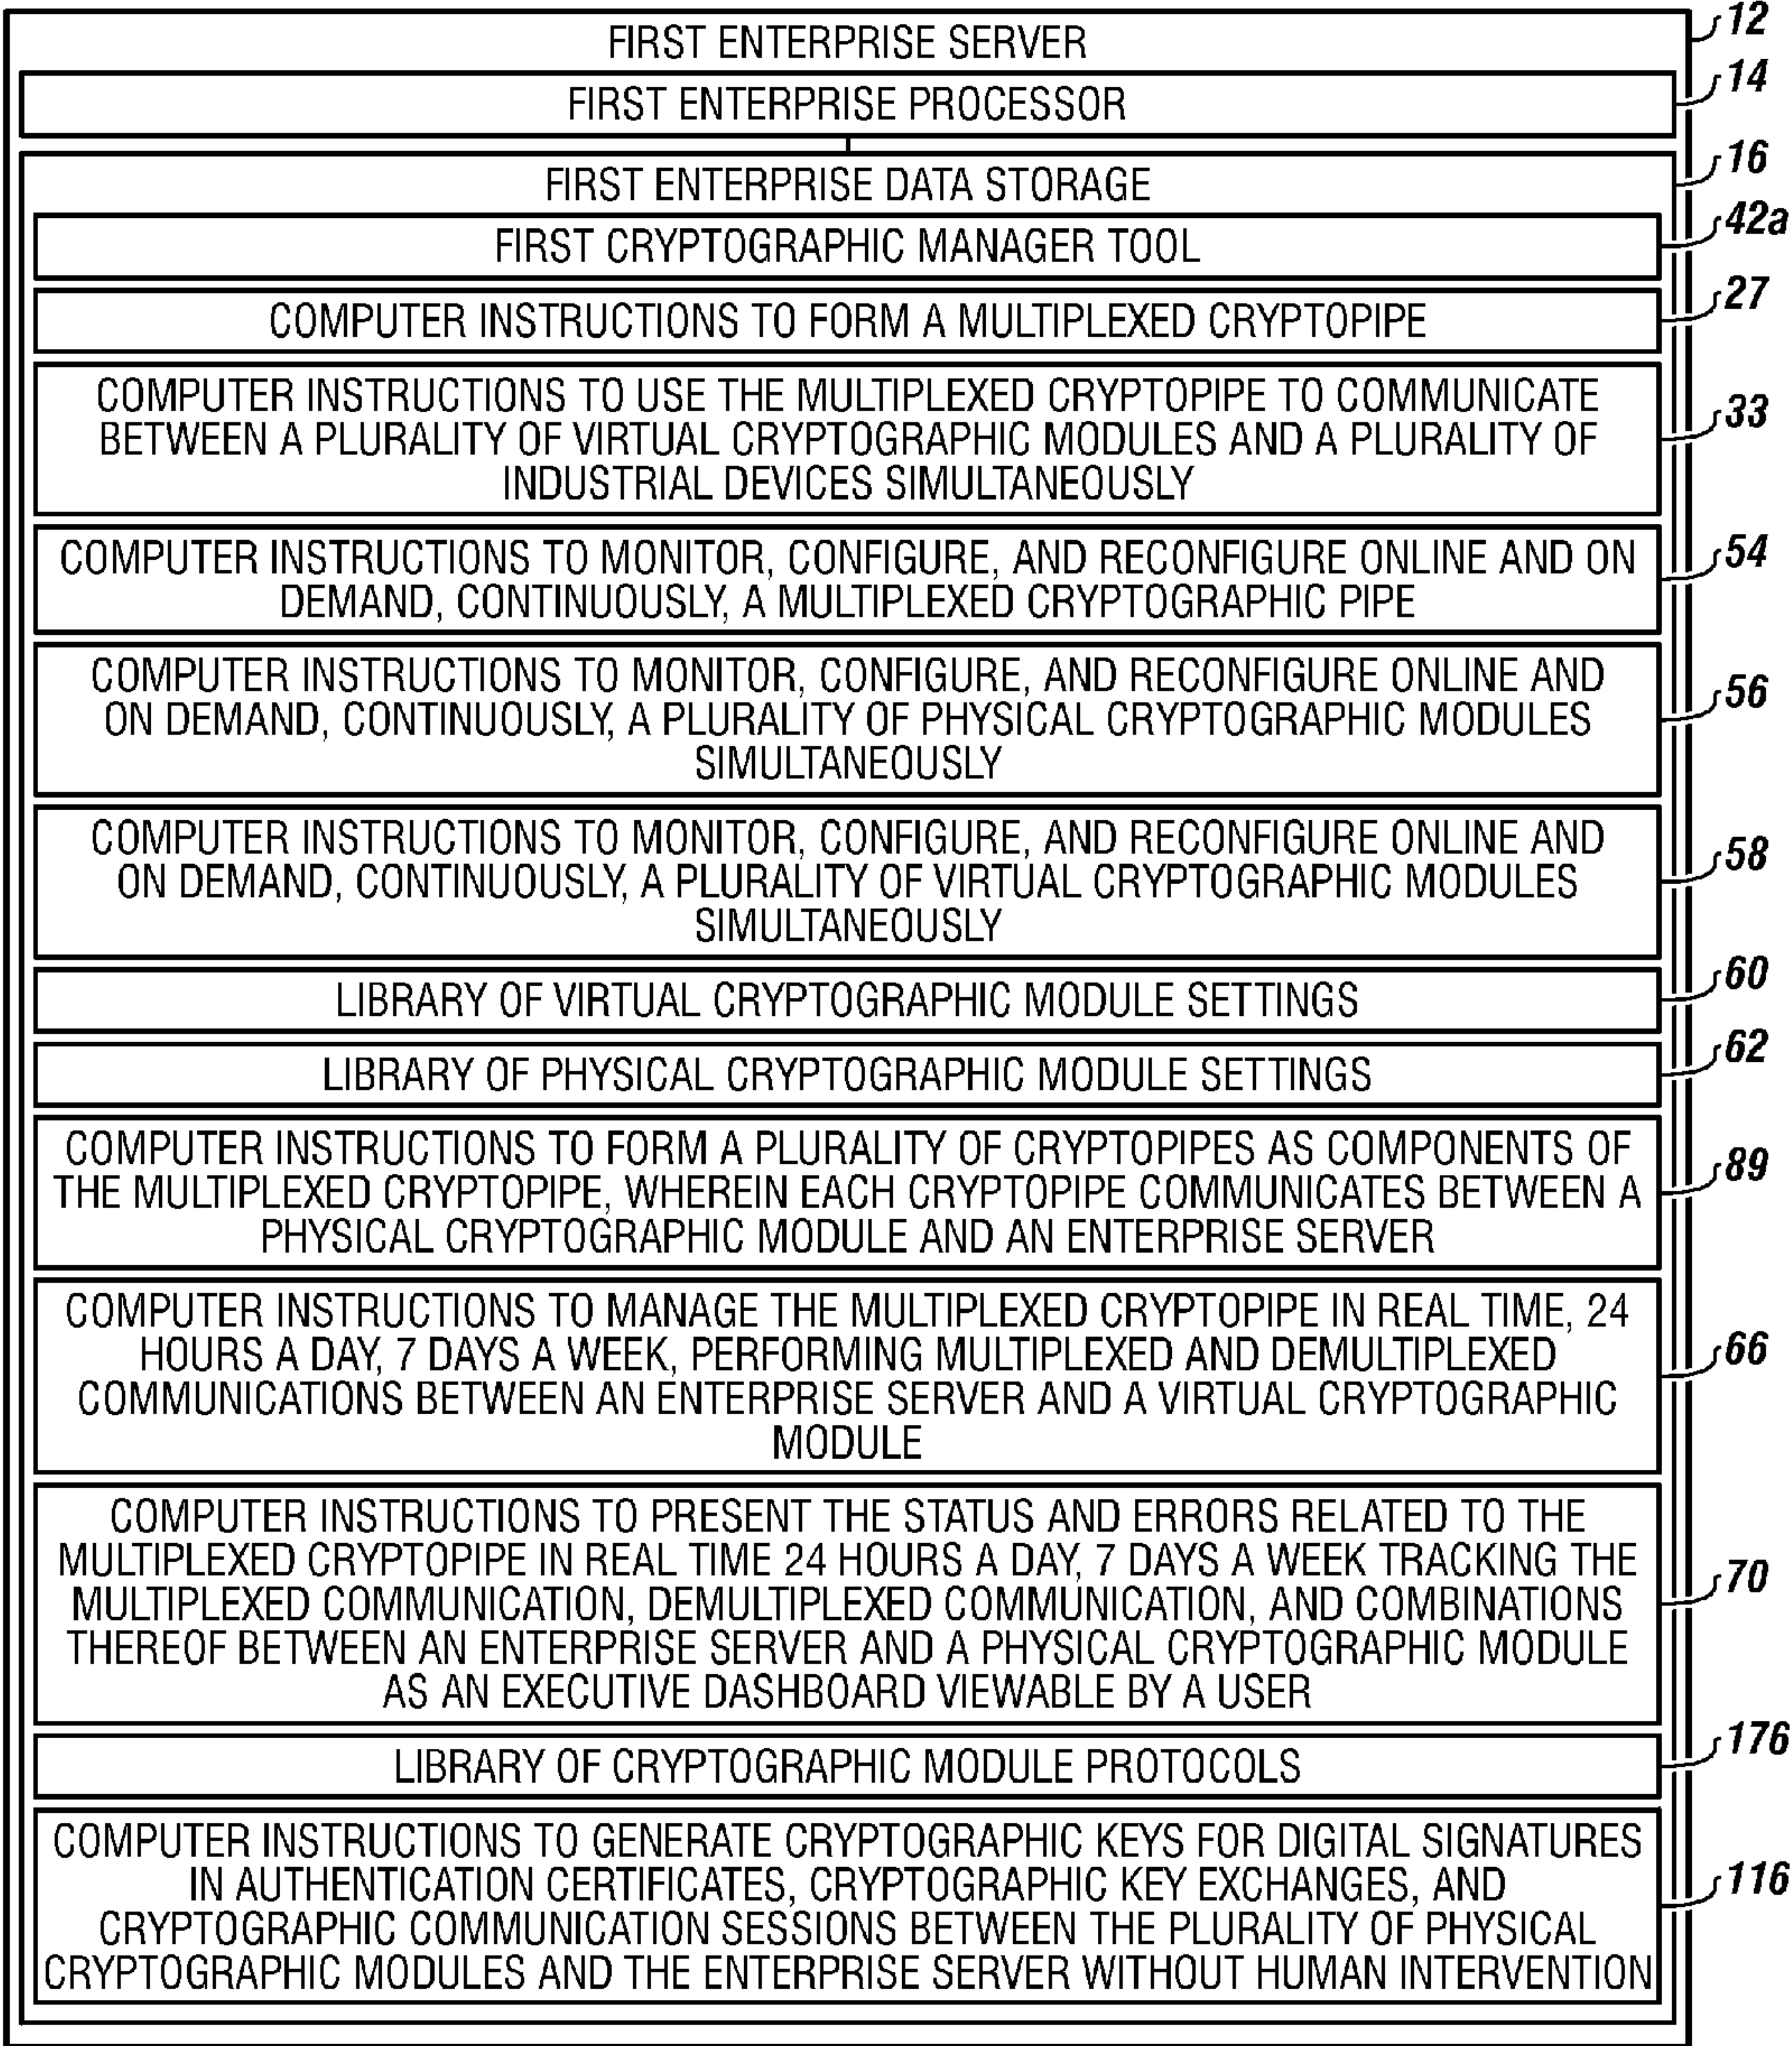 FIRST ENTERPRISE SERVER
12
FIRST ENTERPRISE PROCESSOR
14
FIRST ENTERPRISE DATA STORAGE
16
FIRST CRYPTOGRAPHIC MANAGER TOOL
42a
COMPUTER INSTRUCTIONS TO FORM A MULTIPLEXED CRYPTOPIPE
27
COMPUTER INSTRUCTIONS TO USE THE MULTIPLEXED CRYPTOPIPE TO COMMUNICATE
BETWEEN A PLURALITY OF VIRTUAL CRYPTOGRAPHIC MODULES AND A PLURALITY OF
INDUSTRIAL DEVICES SIMULTANEOUSLY
33
COMPUTER INSTRUCTIONS TO MONITOR, CONFIGURE, AND RECONFIGURE ONLINE AND ON
DEMAND, CONTINUOUSLY, A MULTIPLEXED CRYPTOGRAPHIC PIPE
54
COMPUTER INSTRUCTIONS TO MONITOR, CONFIGURE, AND RECONFIGURE ONLINE AND
ON DEMAND, CONTINUOUSLY, A PLURALITY OF PHYSICAL CRYPTOGRAPHIC MODULES
SIMULTANEOUSLY
56
COMPUTER INSTRUCTIONS TO MONITOR, CONFIGURE, AND RECONFIGURE ONLINE AND
ON DEMAND, CONTINUOUSLY, A PLURALITY OF VIRTUAL CRYPTOGRAPHIC MODULES
SIMULTANEOUSLY
58
LIBRARY OF VIRTUAL CRYPTOGRAPHIC MODULE SETTINGS
60
LIBRARY OF PHYSICAL CRYPTOGRAPHIC MODULE SETTINGS
62
COMPUTER INSTRUCTIONS TO FORM A PLURALITY OF CRYPTOPIPES AS COMPONENTS OF
THE MULTIPLEXED CRYPTOPIPE, WHEREIN EACH CRYPTOPIPE COMMUNICATES BETWEEN A
PHYSICAL CRYPTOGRAPHIC MODULE AND AN ENTERPRISE SERVER
89
COMPUTER INSTRUCTIONS TO MANAGE THE MULTIPLEXED CRYPTOPIPE IN REAL TIME, 24
HOURS A DAY, 7 DAYS A WEEK, PERFORMING MULTIPLEXED AND DEMULTIPLEXED
COMMUNICATIONS BETWEEN AN ENTERPRISE SERVER AND A VIRTUAL CRYPTOGRAPHIC
MODULE
66
COMPUTER INSTRUCTIONS TO PRESENT THE STATUS AND ERRORS RELATED TO THE
MULTIPLEXED CRYPTOPIPE IN REAL TIME 24 HOURS A DAY, 7 DAYS A WEEK TRACKING THE
MULTIPLEXED COMMUNICATION, DEMULTIPLEXED COMMUNICATION, AND COMBINATIONS
THEREOF BETWEEN AN ENTERPRISE SERVER AND A PHYSICAL CRYPTOGRAPHIC MODULE
AS AN EXECUTIVE DASHBOARD VIEWABLE BY A USER
70
LIBRARY OF CRYPTOGRAPHIC MODULE PROTOCOLS
176
COMPUTER INSTRUCTIONS TO GENERATE CRYPTOGRAPHIC KEYS FOR DIGITAL SIGNATURES
IN AUTHENTICATION CERTIFICATES, CRYPTOGRAPHIC KEY EXCHANGES, AND
CRYPTOGRAPHIC COMMUNICATION SESSIONS BETWEEN THE PLURALITY OF PHYSICAL
CRYPTOGRAPHIC MODULES AND THE ENTERPRISE SERVER WITHOUT HUMAN INTERVENTION
116